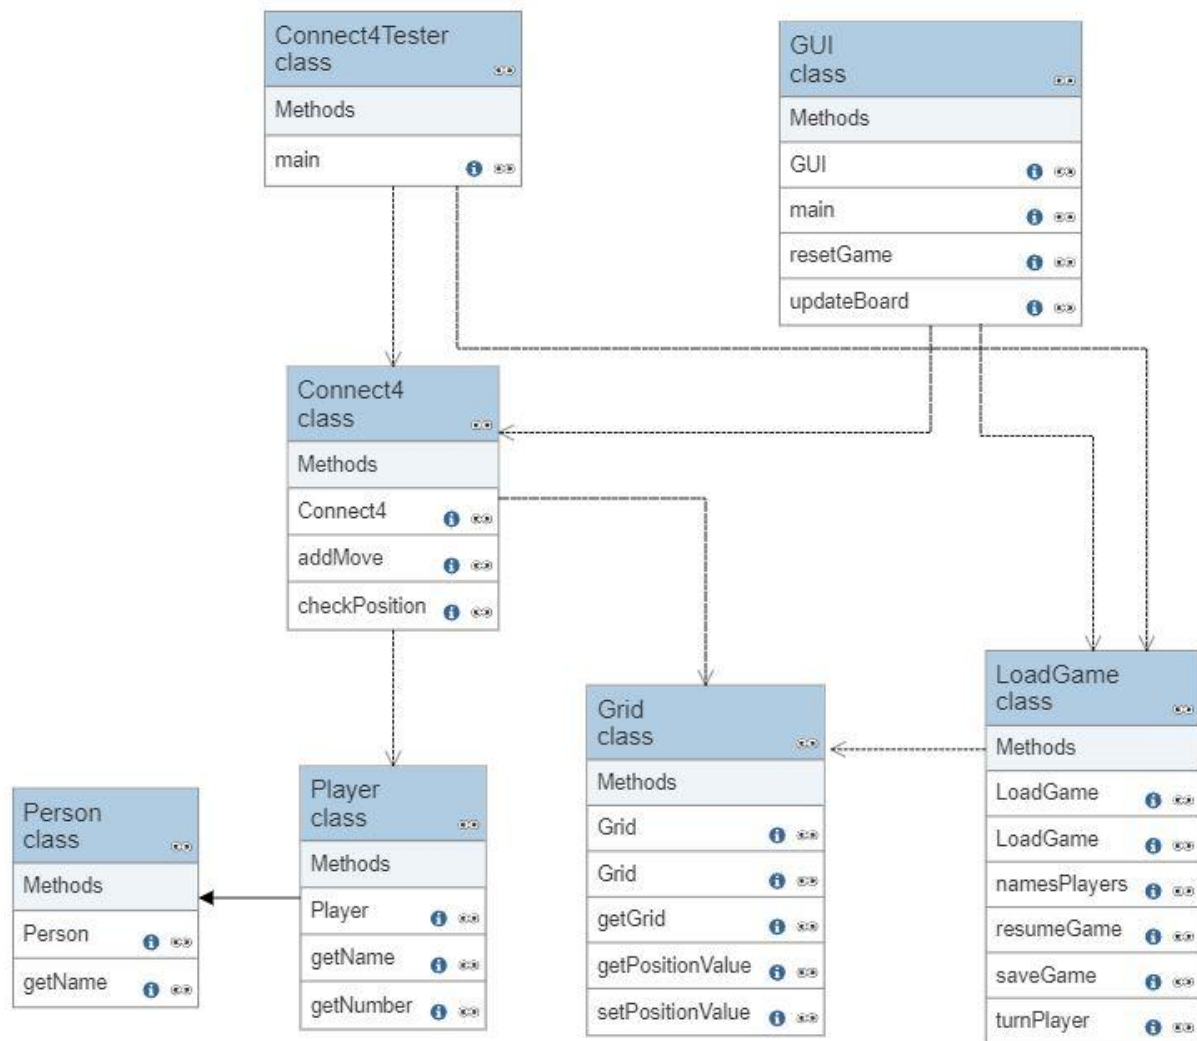 Connect4Tester
class
Methods
main
GUI
class
Methods
GUI
main
resetGame
updateBoard
Connect4
class
Methods
Connect4
addMove
checkPosition
Person
class
Methods
Person
getName
Player
class
Methods
Player
getName
getNumber
Grid
class
Methods
Grid
Grid
getGrid
getPositionValue
setPositionValue
LoadGame
class
Methods
LoadGame
LoadGame
namesPlayers
resumeGame
saveGame
turnPlayer